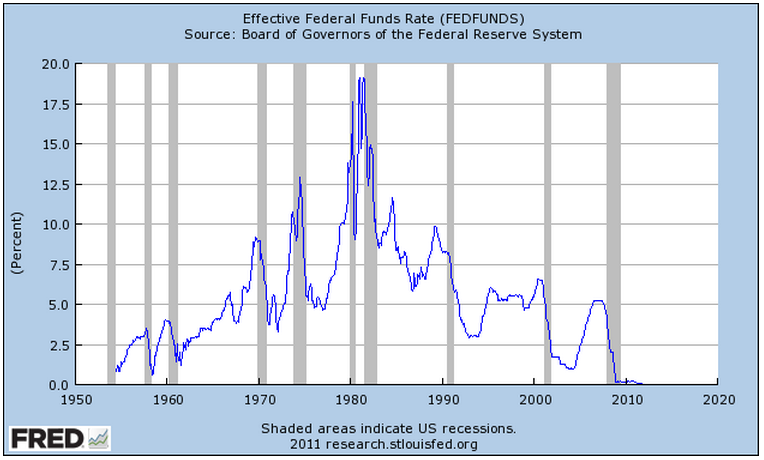 Effective Federal Funds Rate (FEDFUNDS)
Source: Board of Governors of the Federal Reserve System
20.0
17.5
15.0
12.5
10.0
7.5
5.0
2.5
0.0
(Percent)
1950 1960 1970 1980 1990 2000 2010 2020
Shaded areas indicate US recessions.
2011 research.stlouisfed.org
FRED